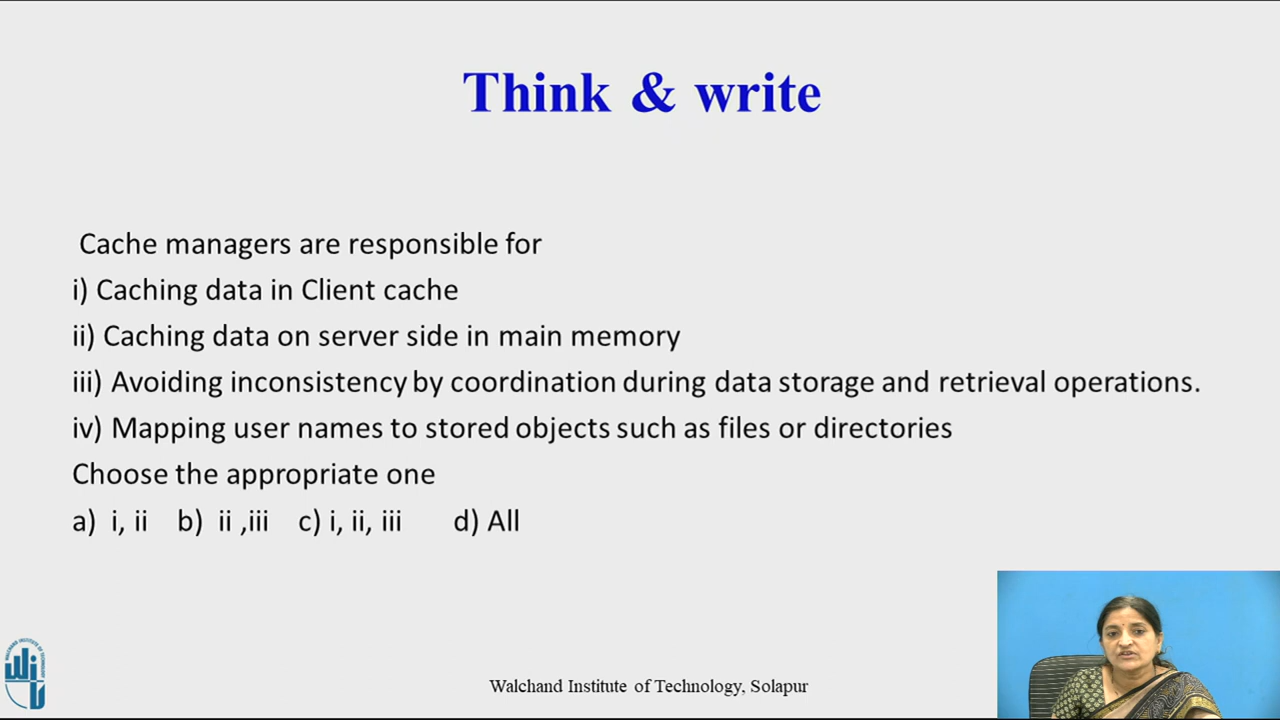 Think & write
Cache managers are responsible for
i) Caching data in Client cache
ii) Caching data on server side in main memory
iii) Avoiding inconsistency by coordination during data storage and retrieval operations.
iv) Mapping user names to stored objects such as files or directories
Choose the appropriate one
a) i, ii b) ii ,iii c) i, ii, iii d) All
Walchand Institute of Technology, Solapur